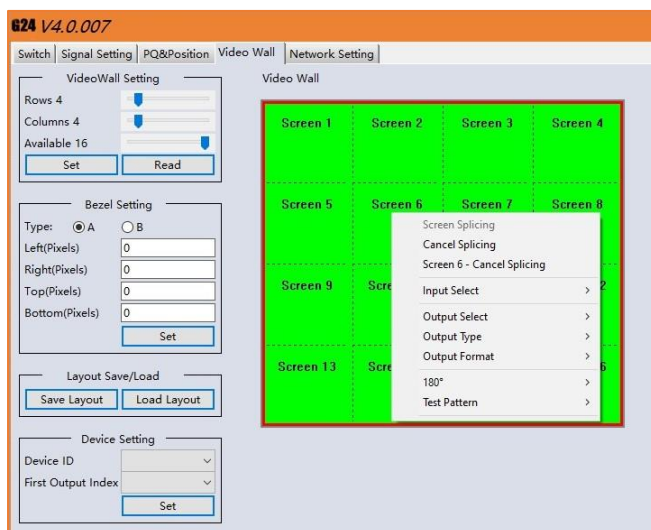 G24 V4.0.007
Switch Signal Setting PQ&Position Video Wall Network Setting
VideoWall Setting
Rows 4
Columns 4
Available 16
Set Read
Bezel Setting
Type: A B
Left(Pixels) 0
Right(Pixels) 0
Top(Pixels) 0
Bottom(Pixels) 0
Set
Layout Save/Load
Save Layout Load Layout
Device Setting
Device ID
First Output Index
Set
Video Wall
Screen 1 Screen 2 Screen 3 Screen 4
Screen 5 Screen 6 Screen 7 Screen 8
Screen 9 Scre 2
Screen 13 Scre 6
Screen Splicing
Cancel Splicing
Screen 6 - Cancel Splicing
Input Select >
Output Select >
Output Type >
Output Format >
180° >
Test Pattern >